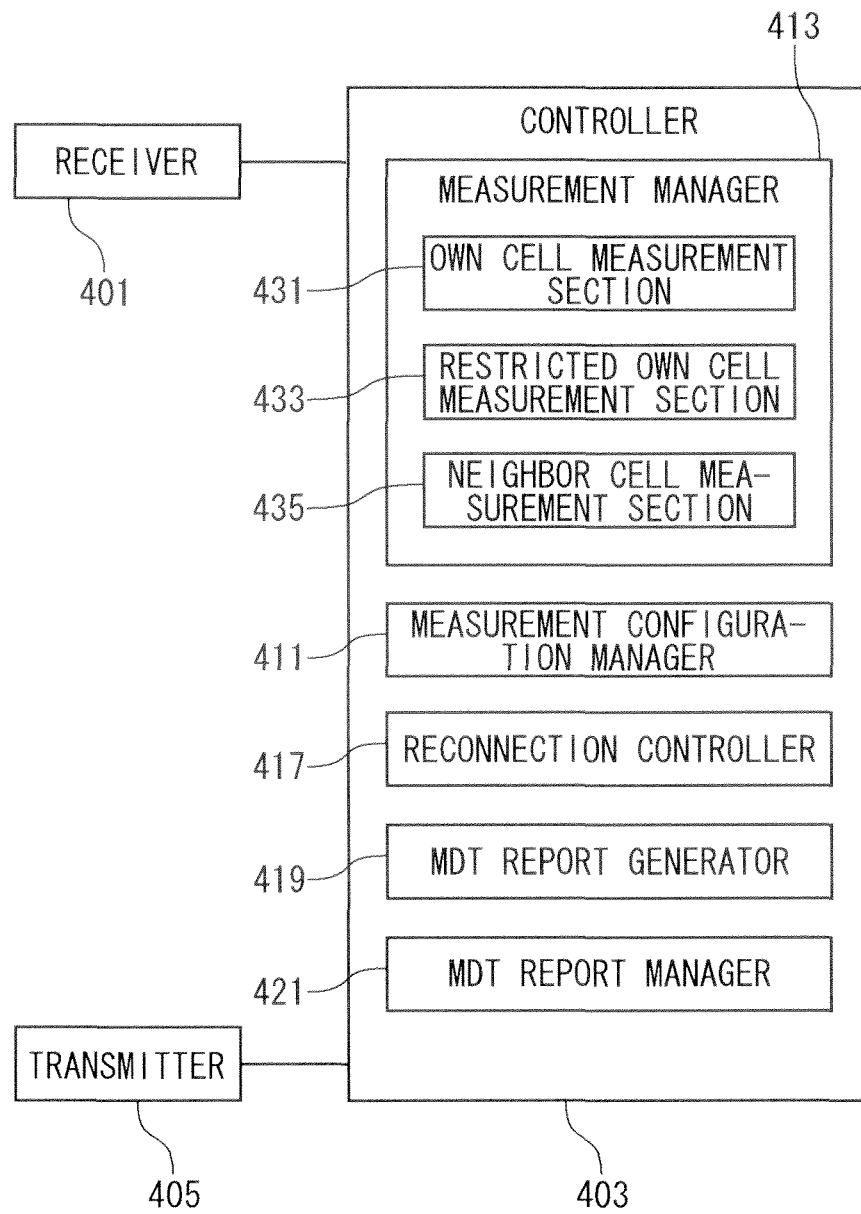 413
CONTROLLER
RECEIVER
401
MEASUREMENT MANAGER
431
OWN CELL MEASUREMENT
SECTION
433
RESTRICTED OWN CELL
MEASUREMENT SECTION
435
NEIGHBOR CELL MEA-
SUREMENT SECTION
411
MEASUREMENT CONFIGURA-
TION MANAGER
417
RECONNECTION CONTROLLER
419
MDT REPORT GENERATOR
421
MDT REPORT MANAGER
TRANSMITTER
405
403